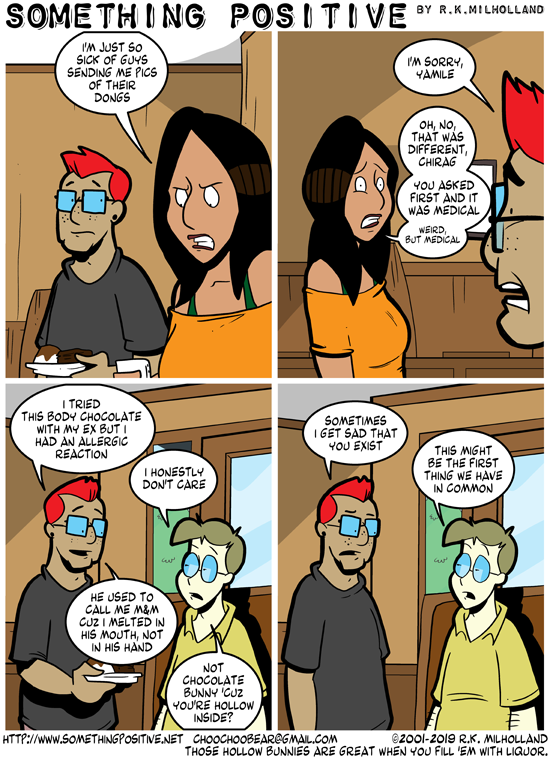 SOMETHING POSITIVE BY R.K.MILHOLLAND
I'M JUST SO
SICK OF GUYS
SENDING ME PICS
OF THEIR
DONGS
I'M SORRY,
YAMILE
OH, NO,
THAT WAS
DIFFERENT,
CHIRAG
YOU ASKED
FIRST AND IT
WAS MEDICAL
WEIRD,
BUT MEDICAL
I TRIED
THIS BODY CHOCOLATE
WITH MY EX BUT I
HAD AN ALLERGIC
REACTION
I HONESTLY
DON'T CARE
HE USED TO
CALL ME M&M
CUZ I MELTED IN
HIS MOUTH, NOT
IN HIS HAND
NOT
CHOCOLATE
BUNNY 'CUZ
YOU'RE HOLLOW
INSIDE?
SOMETIMES
I GET SAD THAT
YOU EXIST
THIS MIGHT
BE THE FIRST
THING WE HAVE
IN COMMON
HTTP://WWW.SOMETHINGPOSITIVE.NET CHOOCHOOBEAR@GMAIL.COM ©2001-2019 R.K. MILHOLLAND
THOSE HOLLOW BUNNIES ARE GREAT WHEN YOU FILL 'EM WITH LIQUOR.